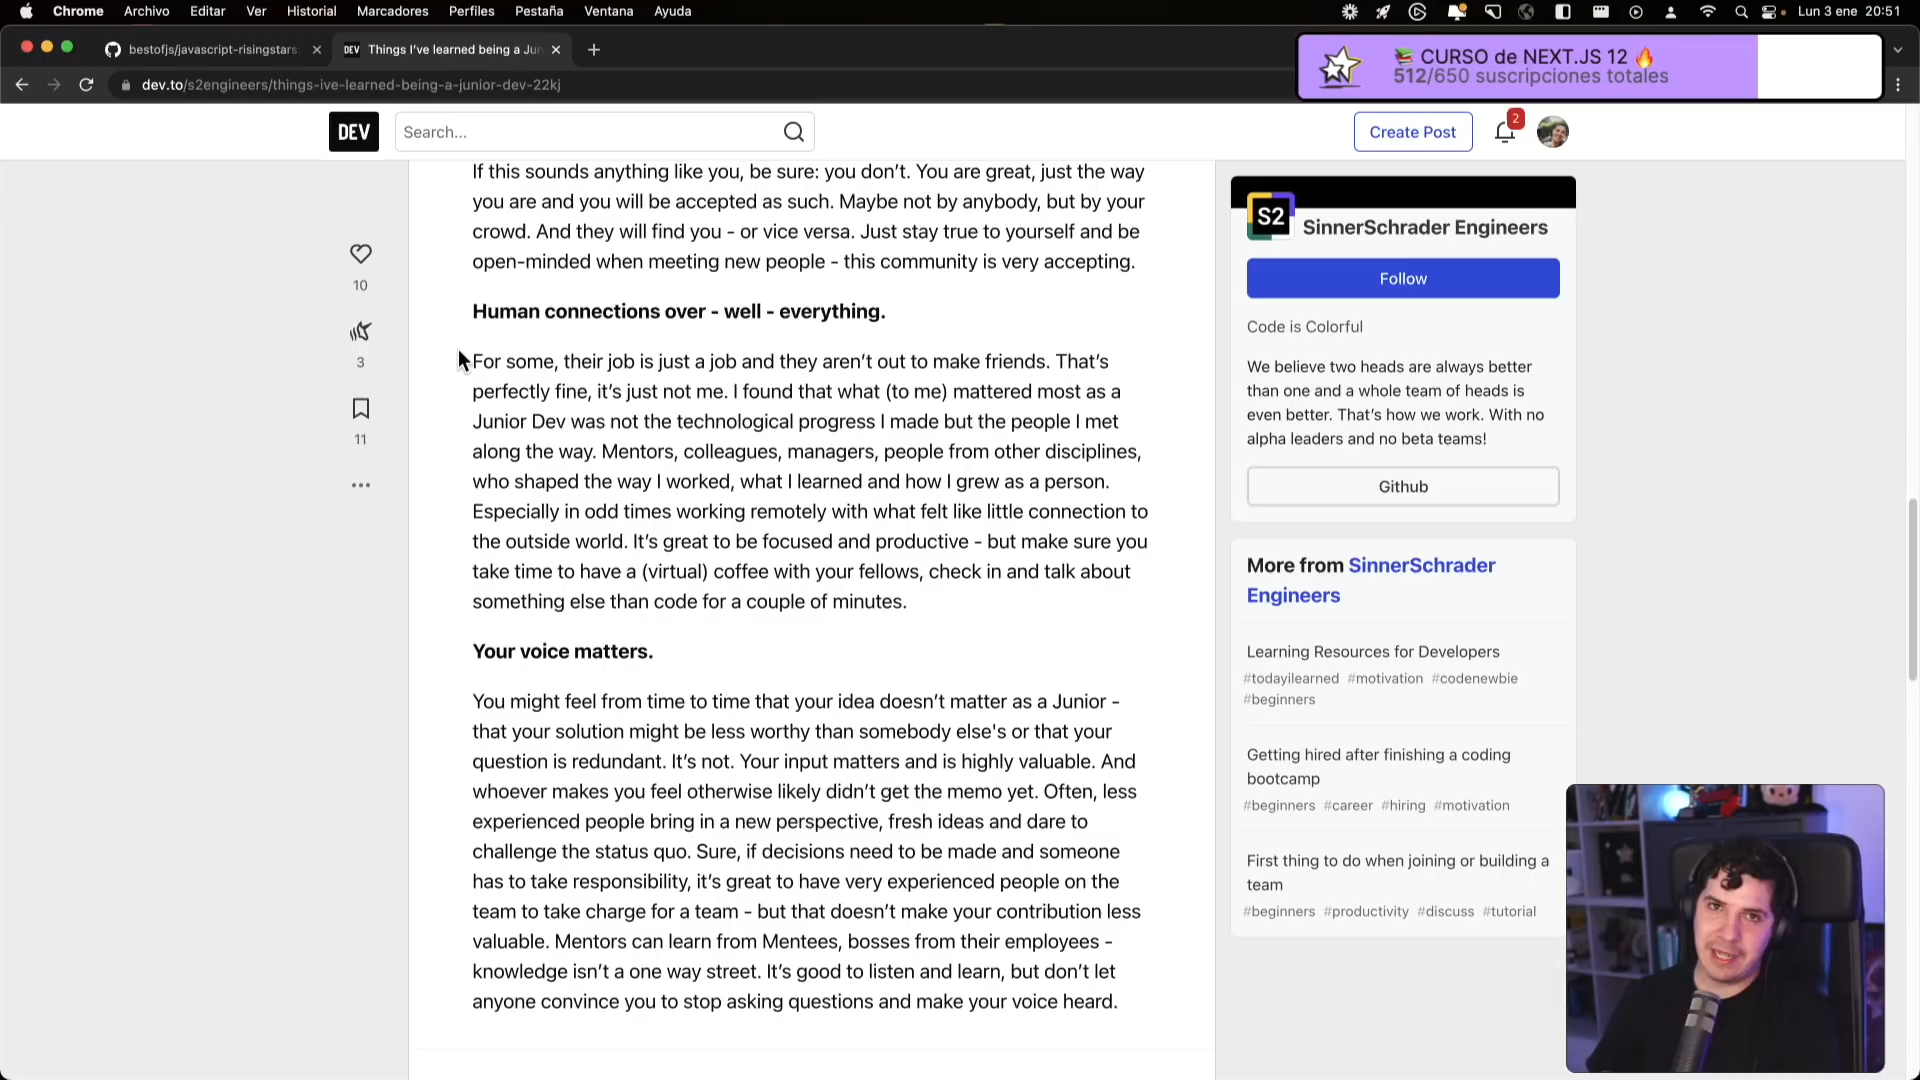 Chrome Archivo Editar Ver Historial Marcadores Perfiles Pestaña Ventana Ayuda
Lun 3 ene 20:51
bestofjs/javascript-risingstars:
DEV Things I've learned being a Jun
CURSO de NEXT.JS 12
512/650 suscripciones totales
dev.to/s2engineers/things-ive-learned-being-a-junior-dev-22kj
DEV
Search...
Create Post
2
10
3
11
If this sounds anything like you, be sure: you don't. You are great, just the way
you are and you will be accepted as such. Maybe not by anybody, but by your
crowd. And they will find you - or vice versa. Just stay true to yourself and be
open-minded when meeting new people - this community is very accepting.
Human connections over - well - everything.
For some, their job is just a job and they aren't out to make friends. That's
perfectly fine, it's just not me. I found that what (to me) mattered most as a
Junior Dev was not the technological progress I made but the people I met
along the way. Mentors, colleagues, managers, people from other disciplines,
who shaped the way I worked, what I learned and how I grew as a person.
Especially in odd times working remotely with what felt like little connection to
the outside world. It's great to be focused and productive - but make sure you
take time to have a (virtual) coffee with your fellows, check in and talk about
something else than code for a couple of minutes.
Your voice matters.
You might feel from time to time that your idea doesn't matter as a Junior -
that your solution might be less worthy than somebody else's or that your
question is redundant. It's not. Your input matters and is highly valuable. And
whoever makes you feel otherwise likely didn't get the memo yet. Often, less
experienced people bring in a new perspective, fresh ideas and dare to
challenge the status quo. Sure, if decisions need to be made and someone
has to take responsibility, it's great to have very experienced people on the
team to take charge for a team - but that doesn't make your contribution less
valuable. Mentors can learn from Mentees, bosses from their employees -
knowledge isn't a one way street. It's good to listen and learn, but don't let
anyone convince you to stop asking questions and make your voice heard.
S2
SinnerSchrader Engineers
Follow
Code is Colorful
We believe two heads are always better
than one and a whole team of heads is
even better. That's how we work. With no
alpha leaders and no beta teams!
Github
More from SinnerSchrader
Engineers
Learning Resources for Developers
#todayilearned #motivation #codenewbie
#beginners
Getting hired after finishing a coding
bootcamp
#beginners #career #hiring #motivation
First thing to do when joining or building a
team
#beginners #productivity #discuss #tutorial